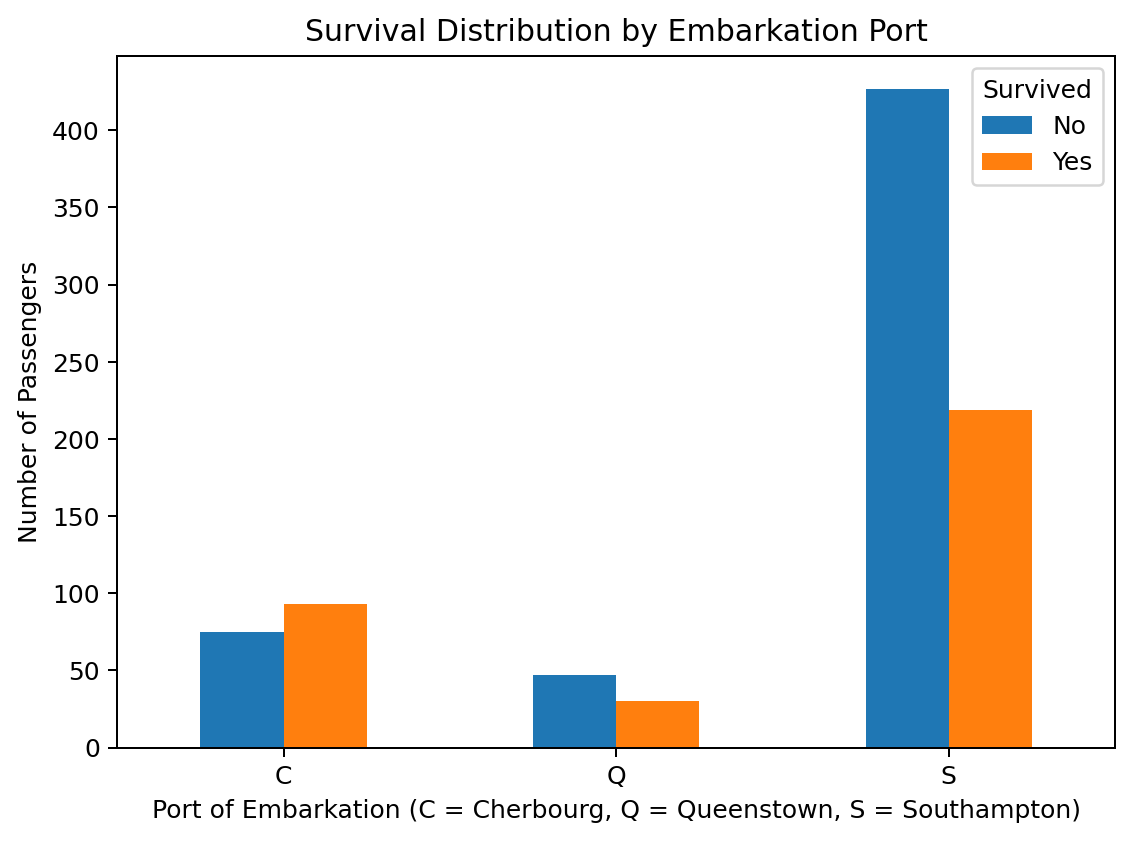 Survival Distribution by Embarkation Port
Survived
No
Yes
Number of Passengers
400
350
300
250
200
150
100
50
0
C
Q
S
Port of Embarkation (C = Cherbourg, Q = Queenstown, S = Southampton)